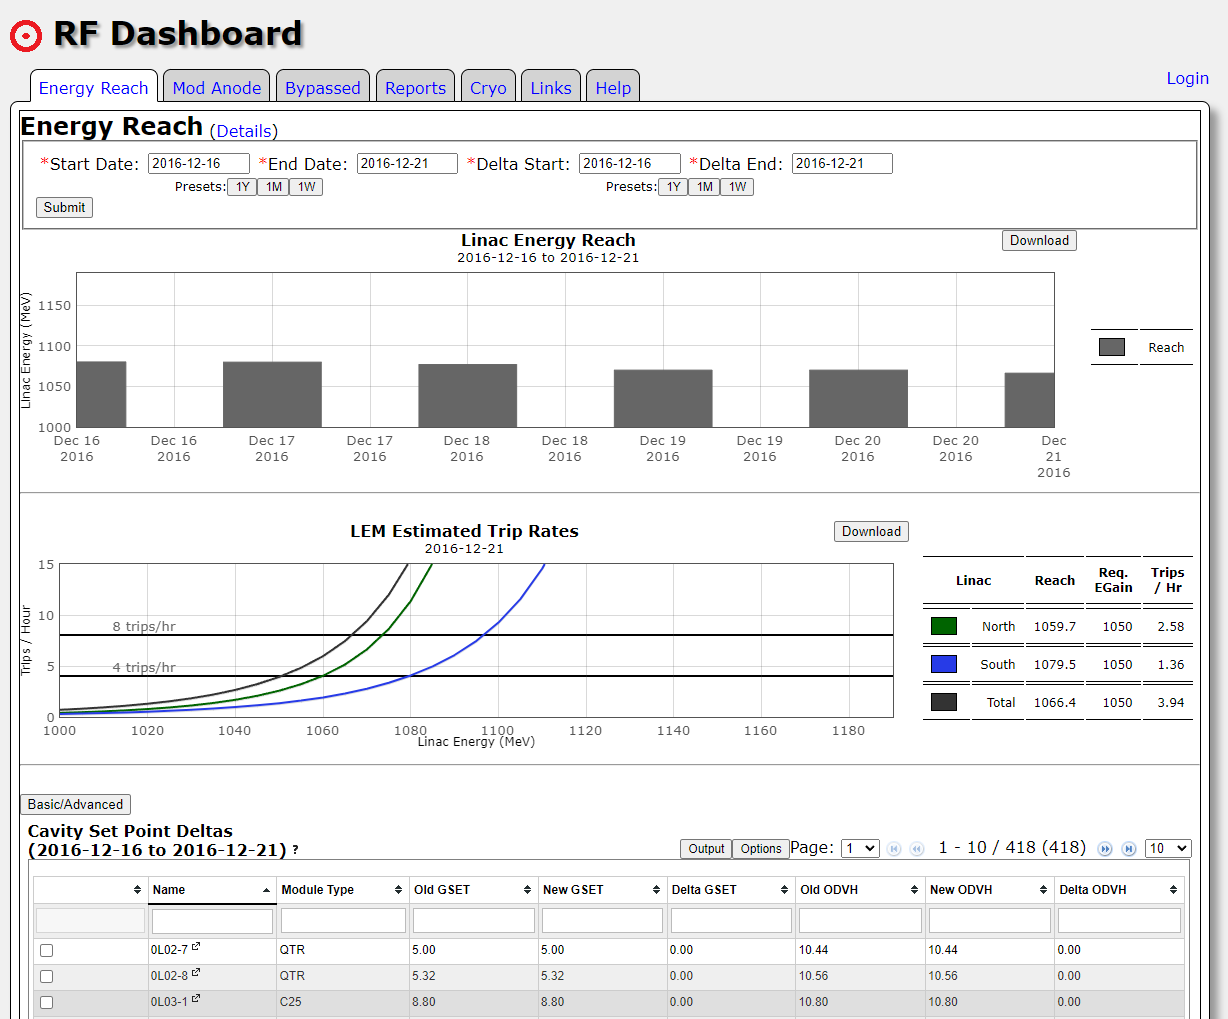 RF Dashboard
Login
Energy Reach Mod Anode Bypassed Reports Cryo Links Help
Energy Reach (Details)
*Start Date: 2016-12-16 *End Date: 2016-12-21 *Delta Start: 2016-12-16 *Delta End: 2016-12-21
Presets: 1Y 1M 1W Presets: 1Y 1M 1W
Submit
Linac Energy Reach
Download
2016-12-16 to 2016-12-21
Linac Energy (MeV)
1150
1100
1050
1000
Reach
Dec 16 Dec 16 Dec 17 Dec 17 Dec 18 Dec 18 Dec 19 Dec 19 Dec 20 Dec 20 Dec
2016 2016 2016 2016 2016 2016 2016 2016 2016 2016 21
2016
LEM Estimated Trip Rates
Download
2016-12-21
Trips / Hour
15
10
8 trips/hr
5
4 trips/hr
0
1000 1020 1040 1060 1080 1100 1120 1140 1160 1180
Linac Energy (MeV)
Linac Reach Req. EGain Trips / Hr
North 1059.7 1050 2.58
South 1079.5 1050 1.36
Total 1066.4 1050 3.94
Basic/Advanced
Cavity Set Point Deltas
(2016-12-16 to 2016-12-21) ?
Output Options Page: 1 1 - 10 / 418 (418) 10
Name Module Type Old GSET New GSET Delta GSET Old ODVH New ODVH Delta ODVH
0L02-7 QTR 5.00 5.00 0.00 10.44 10.44 0.00
0L02-8 QTR 5.32 5.32 0.00 10.56 10.56 0.00
0L03-1 C25 8.80 8.80 0.00 10.80 10.80 0.00